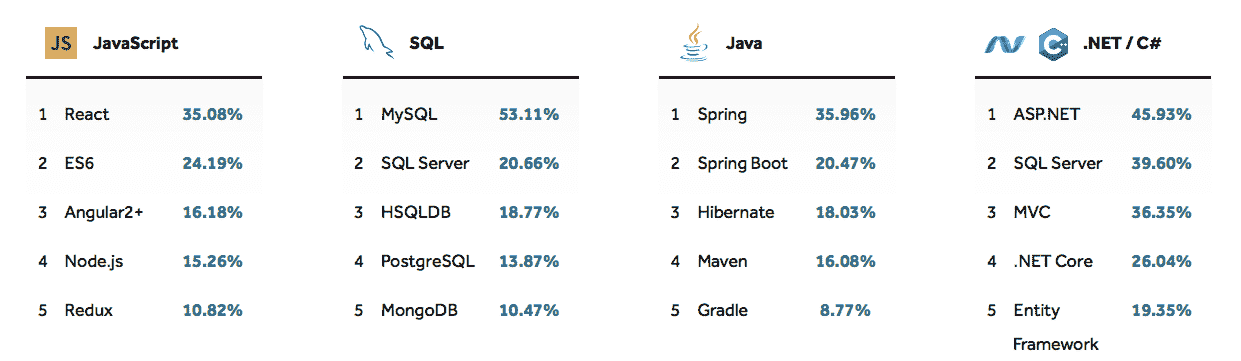 JS JavaScript
1 React 35.08%
2 ES6 24.19%
3 Angular2+ 16.18%
4 Node.js 15.26%
5 Redux 10.82%
SQL
1 MySQL 53.11%
2 SQL Server 20.66%
3 HSQLDB 18.77%
4 PostgreSQL 13.87%
5 MongoDB 10.47%
Java
1 Spring 35.96%
2 Spring Boot 20.47%
3 Hibernate 18.03%
4 Maven 16.08%
5 Gradle 8.77%
C# .NET / C#
1 ASP.NET 45.93%
2 SQL Server 39.60%
3 MVC 36.35%
4 .NET Core 26.04%
5 Entity 19.35%
Framework